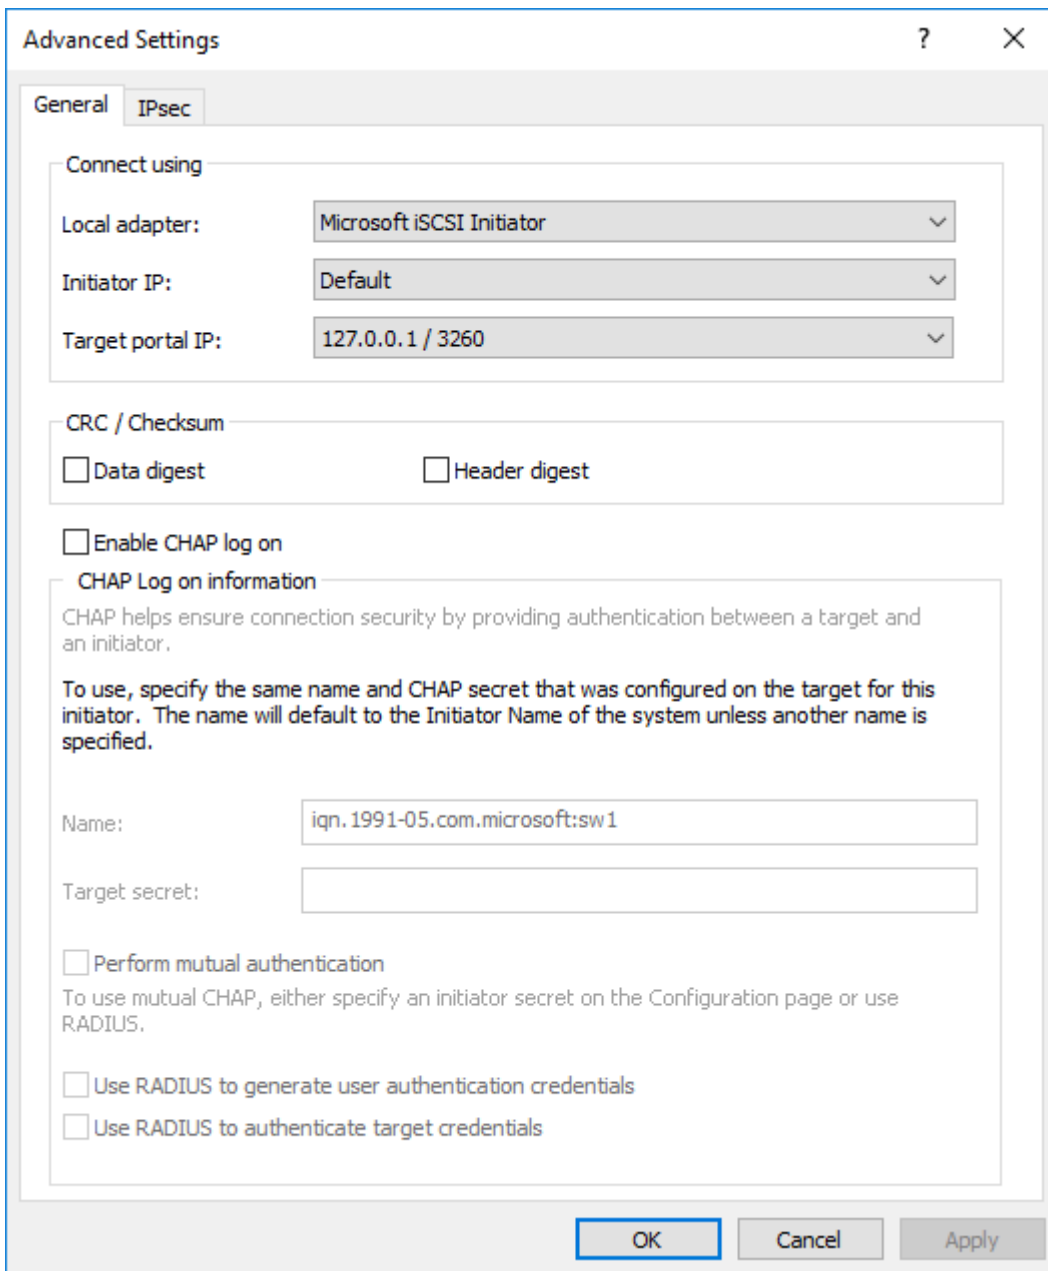 Advanced Settings
?
General
IPsec
Connect using
Local adapter:
Microsoft iSCSI Initiator
Initiator IP:
Default
Target portal IP:
127.0.0.1 / 3260
CRC / Checksum
Data digest
Header digest
Enable CHAP log on
CHAP Log on information
CHAP helps ensure connection security by providing authentication between a target and
an initiator.
To use, specify the same name and CHAP secret that was configured on the target for this
initiator.  The name will default to the Initiator Name of the system unless another name is
specified.
Name:
iqn.1991-05.com.microsoft:sw1
Target secret:
Perform mutual authentication
To use mutual CHAP, either specify an initiator secret on the Configuration page or use
RADIUS.
Use RADIUS to generate user authentication credentials
Use RADIUS to authenticate target credentials
OK
Cancel
Apply